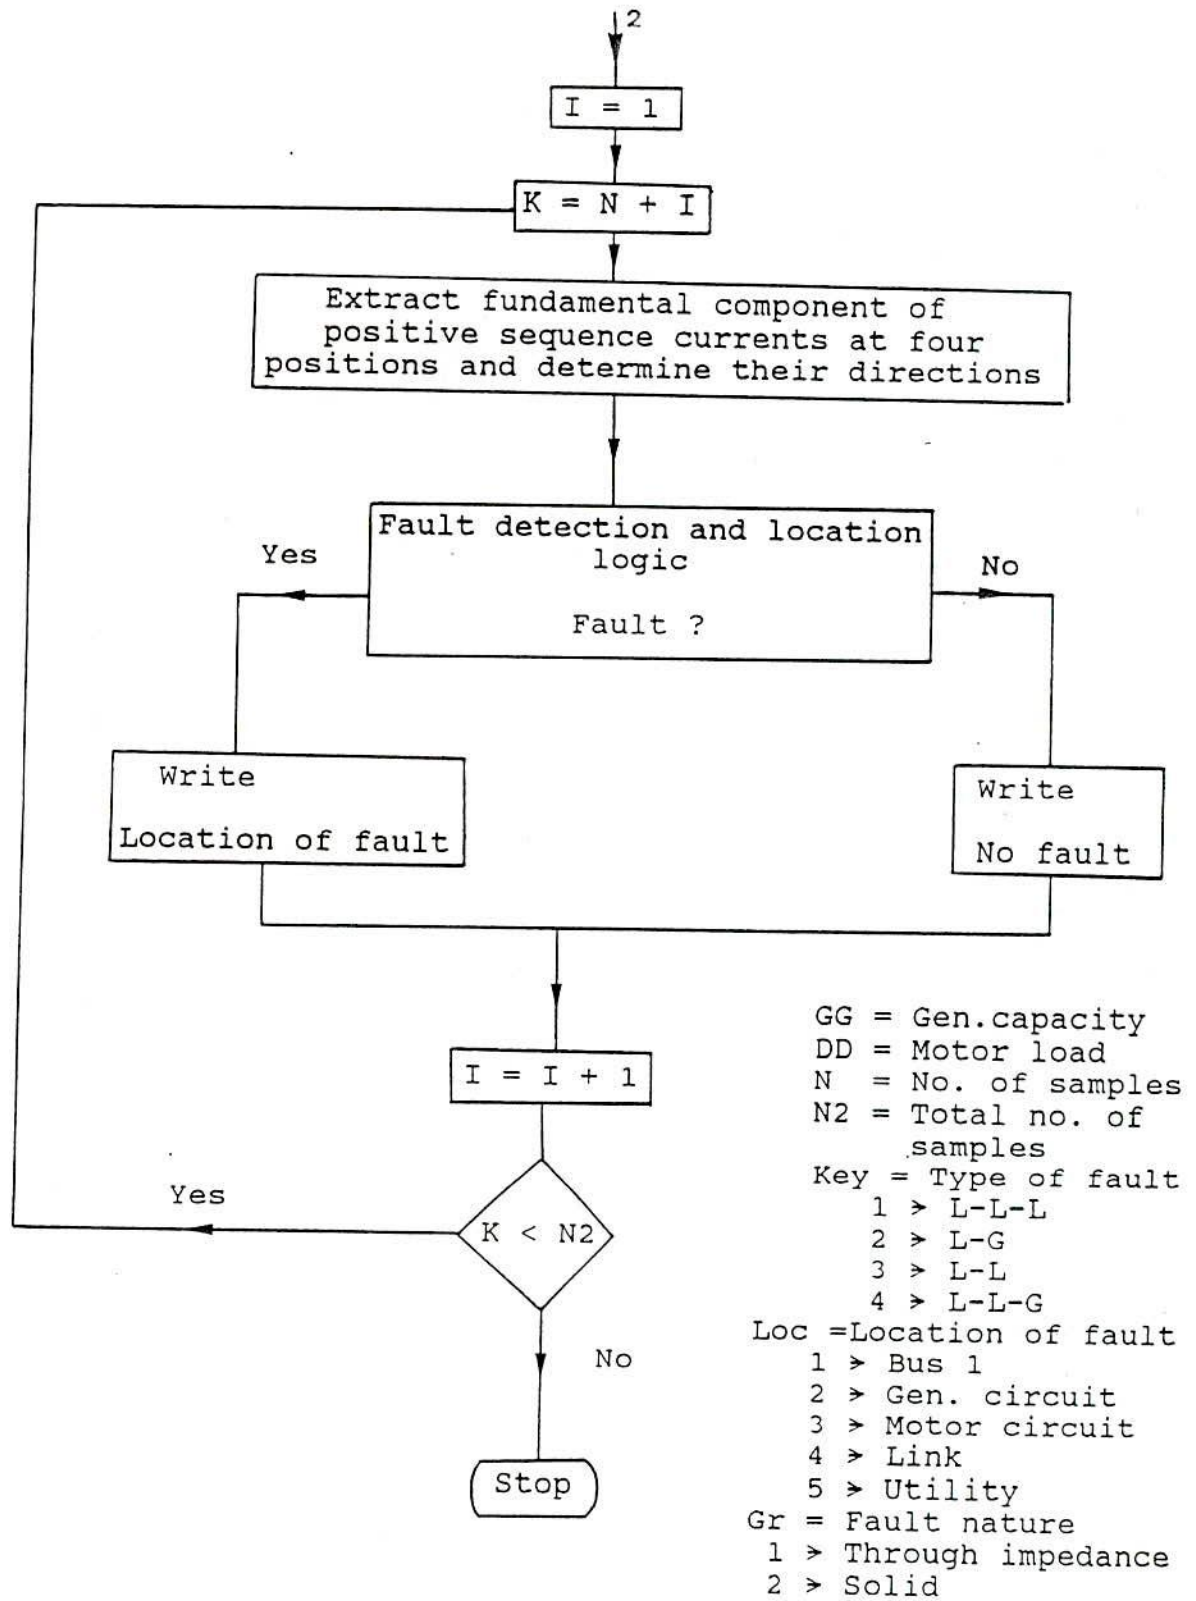 2
I = 1
K = N + I
Extract fundamental component of
positive sequence currents at four
positions and determine their directions
Fault detection and location
logic
Fault ?
Yes
No
Write
Location of fault
Write
No fault
I = I + 1
K < N2
Yes
No
Stop
GG = Gen.capacity
DD = Motor load
N = No. of samples
N2 = Total no. of
samples
Key = Type of fault
1 > L-L-L
2 > L-G
3 > L-L
4 > L-L-G
Loc =Location of fault
1 > Bus 1
2 > Gen. circuit
3 > Motor circuit
4 > Link
5 > Utility
Gr = Fault nature
1 > Through impedance
2 > Solid